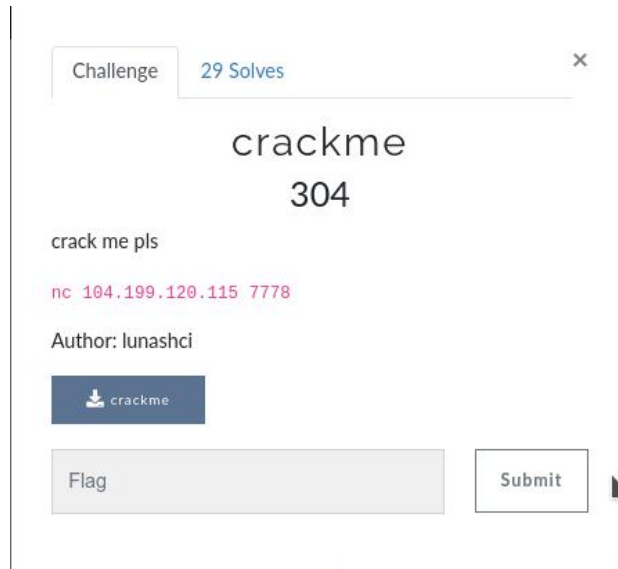 Challenge 29 Solves ×
crackme
304
crack me pls
nc 104.199.120.115 7778
Author: lunashci
crackme
Flag Submit